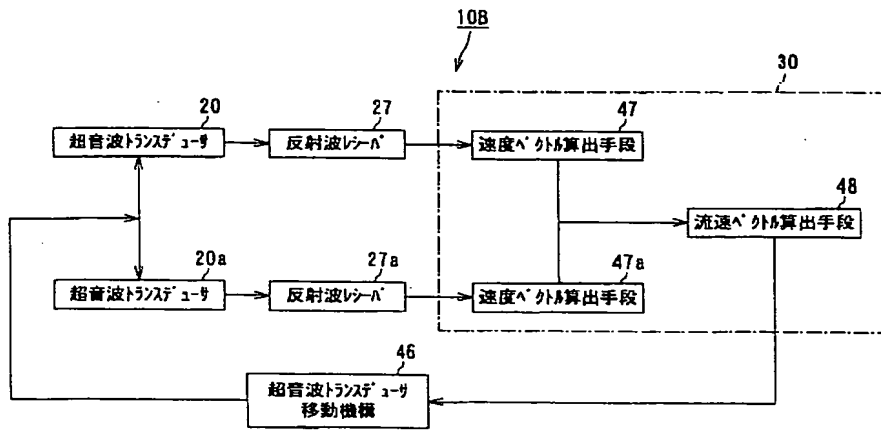 10B
30
20
27
47
超音波トランスデューサ
反射波レシーバ
速度ベクトル算出手段
48
流速ベクトル算出手段
20a
27a
47a
超音波トランスデューサ
反射波レシーバ
速度ベクトル算出手段
46
超音波トランスデューサ
移動機構